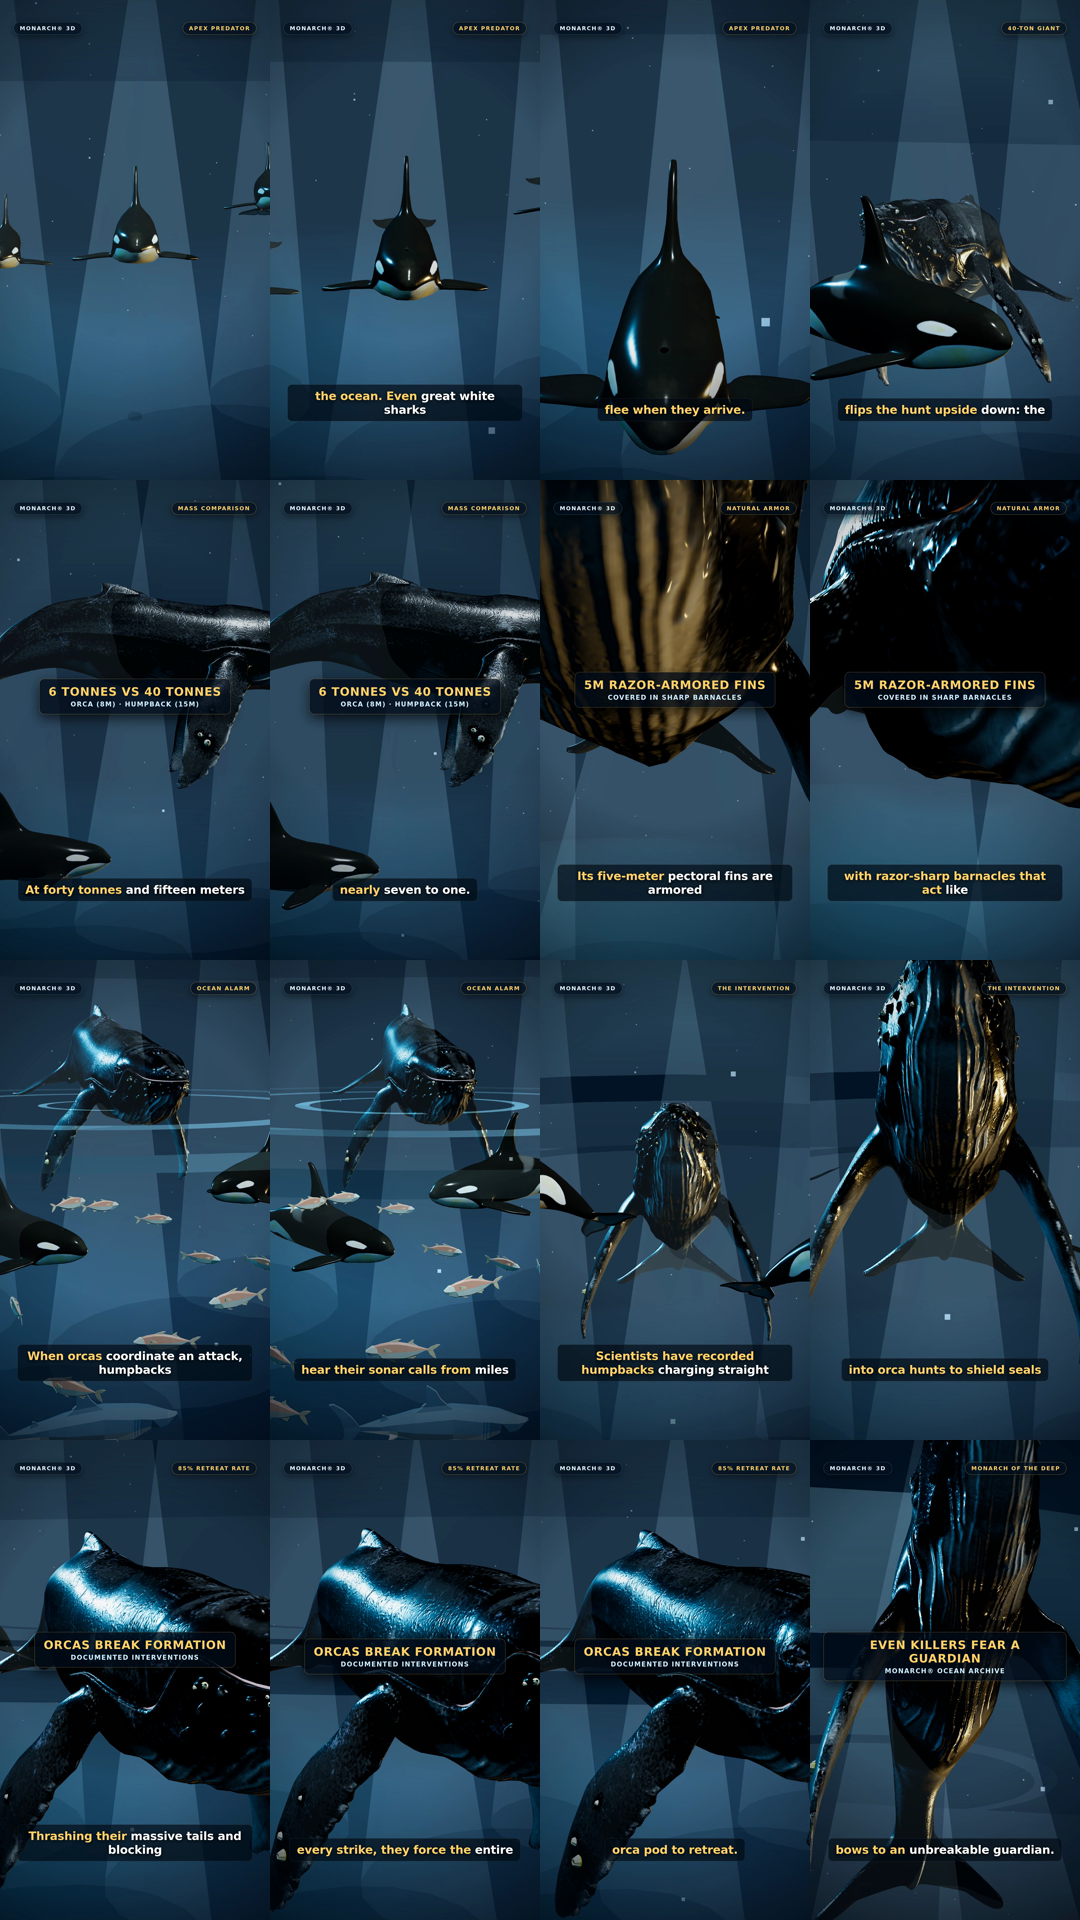 MONARCH® 3D
APEX PREDATOR
MONARCH® 3D
APEX PREDATOR
the ocean. Even great white
sharks
MONARCH® 3D
APEX PREDATOR
flee when they arrive.
MONARCH® 3D
40-TON GIANT
flips the hunt upside down: the
MONARCH® 3D
MASS COMPARISON
6 TONNES VS 40 TONNES
ORCA (8M) · HUMPBACK (15M)
At forty tonnes and fifteen meters
MONARCH® 3D
MASS COMPARISON
6 TONNES VS 40 TONNES
ORCA (8M) · HUMPBACK (15M)
nearly seven to one.
MONARCH® 3D
NATURAL ARMOR
5M RAZOR-ARMORED FINS
COVERED IN SHARP BARNACLES
Its five-meter pectoral fins are
armored
MONARCH® 3D
NATURAL ARMOR
5M RAZOR-ARMORED FINS
COVERED IN SHARP BARNACLES
with razor-sharp barnacles that
act like
MONARCH® 3D
OCEAN ALARM
When orcas coordinate an attack,
humpbacks
MONARCH® 3D
OCEAN ALARM
hear their sonar calls from miles
MONARCH® 3D
THE INTERVENTION
Scientists have recorded
humpbacks charging straight
MONARCH® 3D
THE INTERVENTION
into orca hunts to shield seals
MONARCH® 3D
85% RETREAT RATE
ORCAS BREAK FORMATION
DOCUMENTED INTERVENTIONS
Thrashing their massive tails and
blocking
MONARCH® 3D
85% RETREAT RATE
ORCAS BREAK FORMATION
DOCUMENTED INTERVENTIONS
every strike, they force the entire
MONARCH® 3D
85% RETREAT RATE
ORCAS BREAK FORMATION
DOCUMENTED INTERVENTIONS
orca pod to retreat.
MONARCH® 3D
MONARCH OF THE DEEP
EVEN KILLERS FEAR A
GUARDIAN
MONARCH® OCEAN ARCHIVE
bows to an unbreakable guardian.